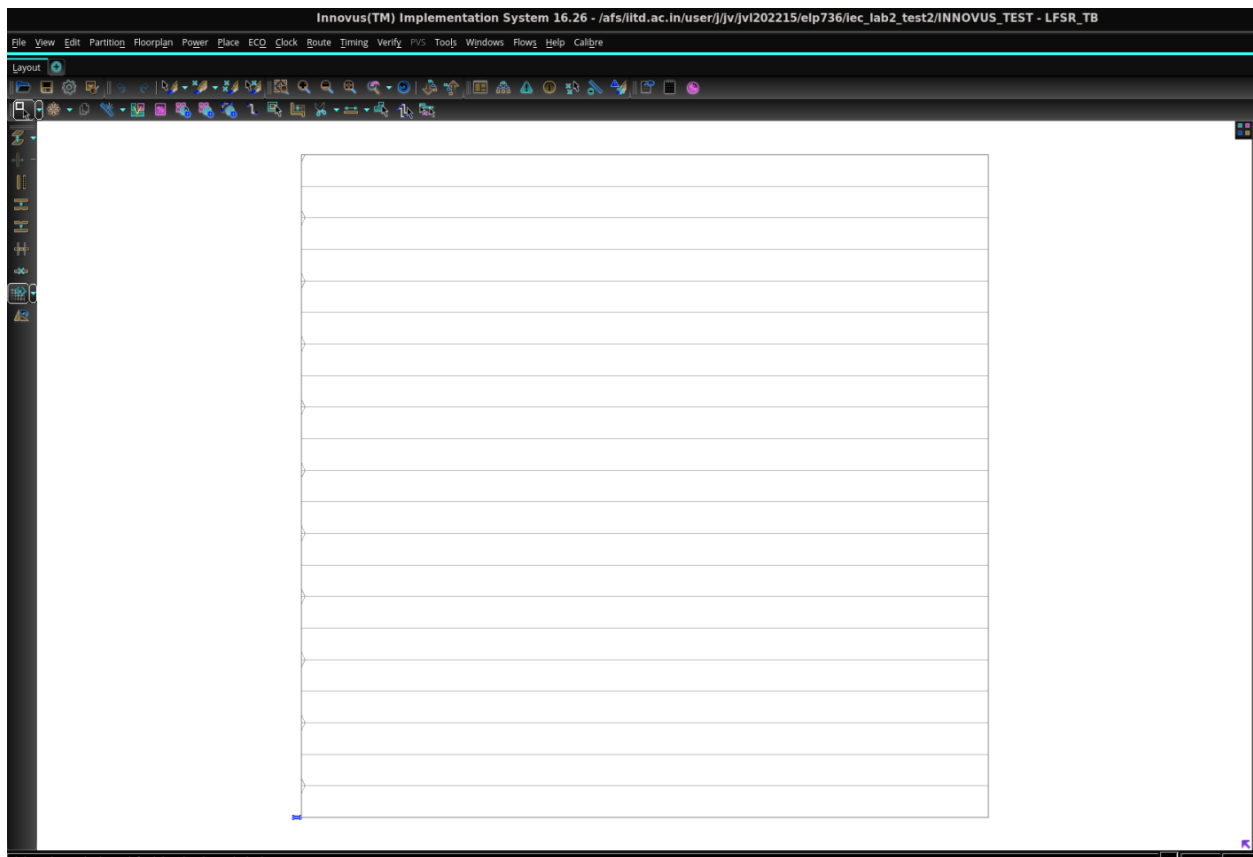 Innovus(TM) Implementation System 16.26 - /afs/iitd.ac.in/user/j/jv/jvl202215/elp736/iec_lab2_test2/INNOVUS_TEST - LFSR_TB
File View Edit Partition Floorplan Power Place ECO Clock Route Timing Verify PVS Tools Windows Flows Help Calibre
Layout